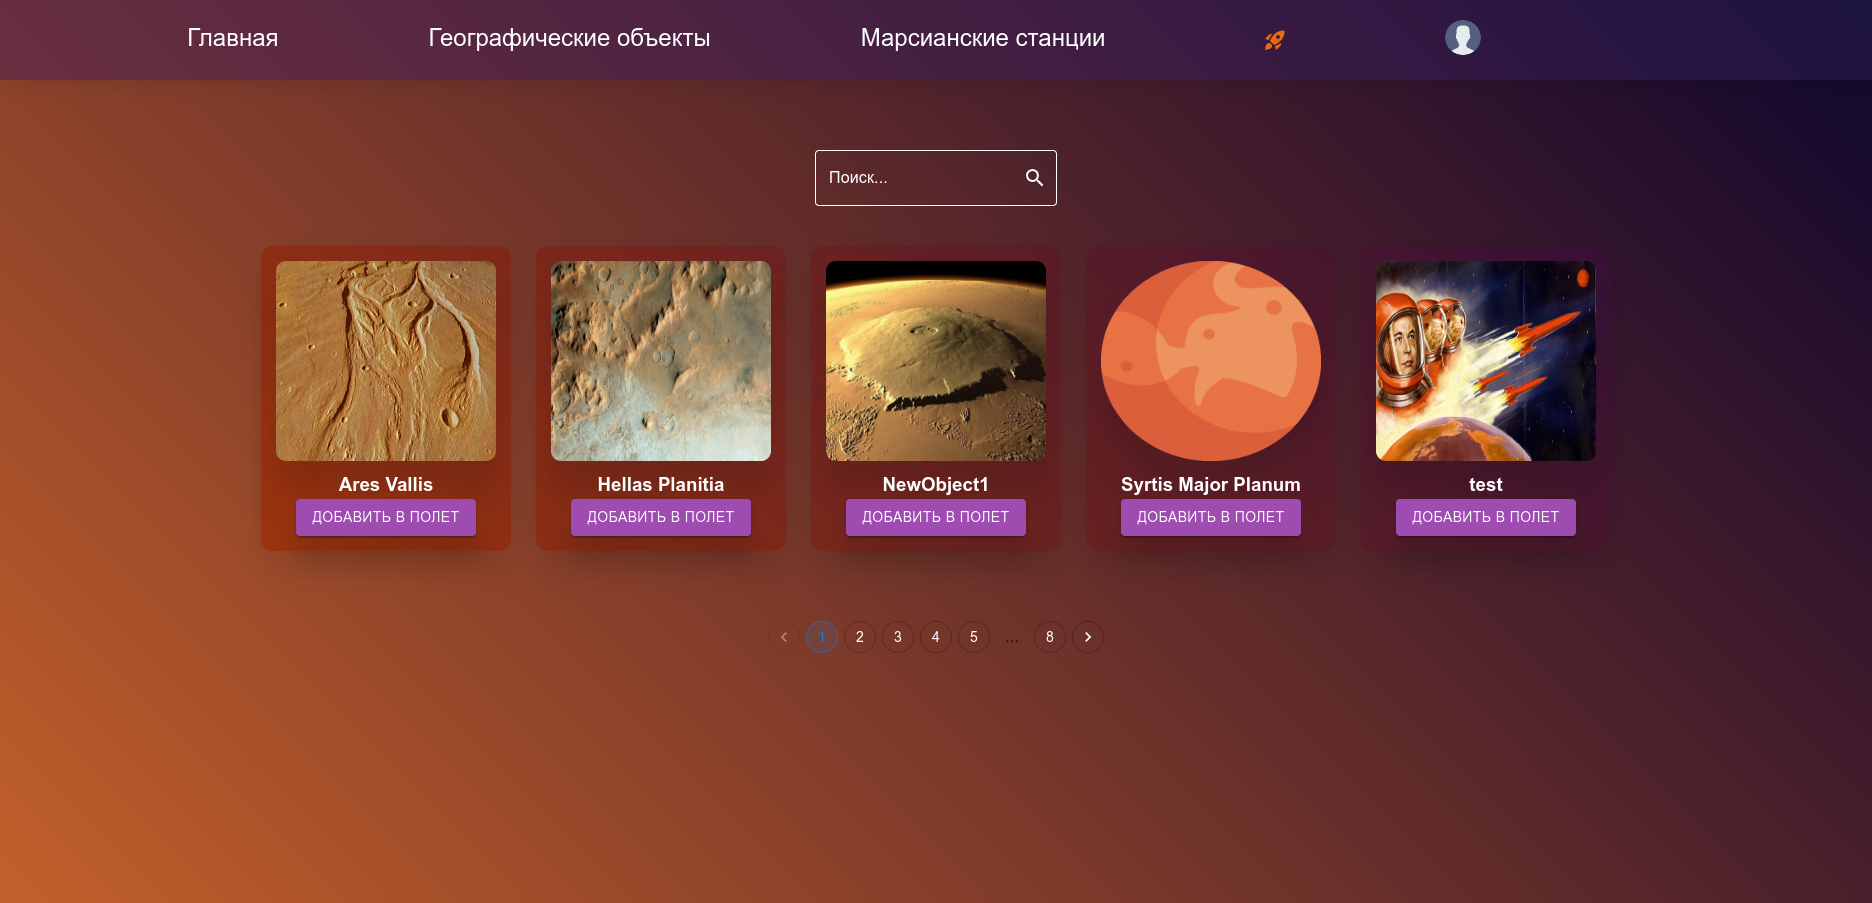 Главная Географические объекты Марсианские станции
Поиск...
Ares Vallis
ДОБАВИТЬ В ПОЛЕТ
Hellas Planitia
ДОБАВИТЬ В ПОЛЕТ
NewObject1
ДОБАВИТЬ В ПОЛЕТ
Syrtis Major Planum
ДОБАВИТЬ В ПОЛЕТ
test
ДОБАВИТЬ В ПОЛЕТ
1 2 3 4 5 ... 8